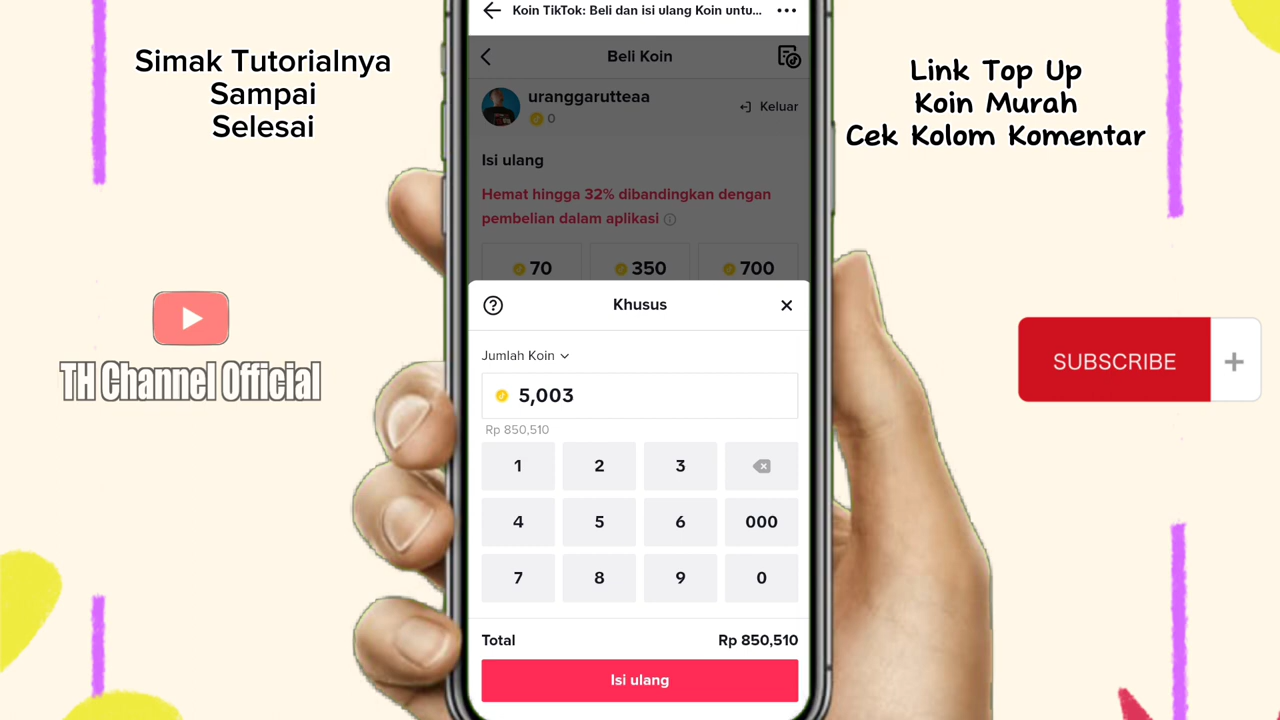 Simak Tutorialnya
Sampai
Selesai
TH Channel Official
Koin TikTok: Beli dan isi ulang Koin untu...
Beli Koin
uranggarutteaa
0
Keluar
Isi ulang
Hemat hingga 32% dibandingkan dengan
pembelian dalam aplikasi
70 350 700
Khusus
Jumlah Koin
5,003
Rp 850,510
1 2 3
4 5 6 000
7 8 9 0
Total Rp 850,510
Isi ulang
Link Top Up
Koin Murah
Cek Kolom Komentar
SUBSCRIBE